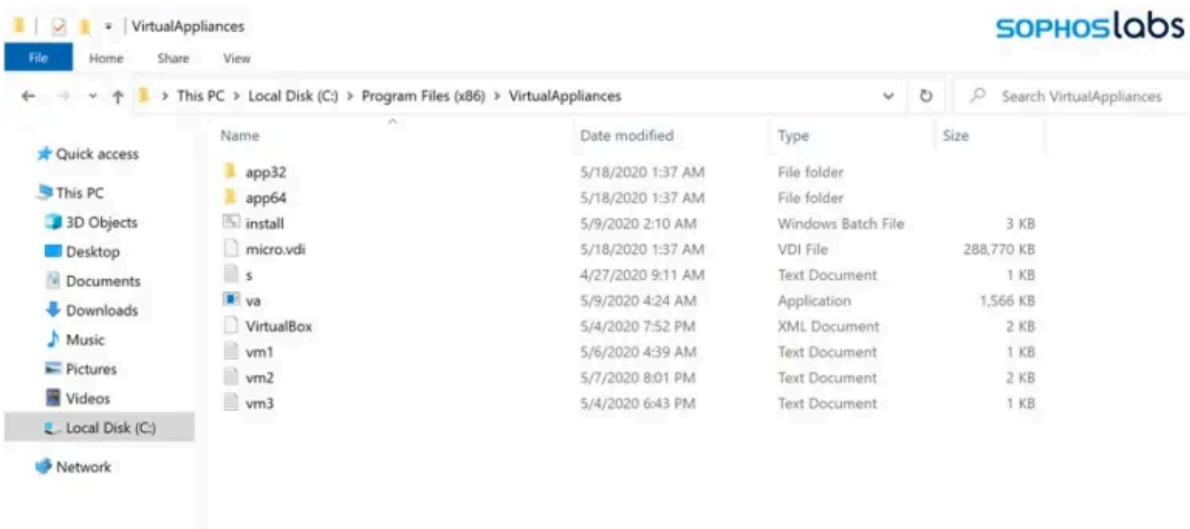 VirtualAppliances
SOPHOSlabs
File Home Share View
This PC > Local Disk (C:) > Program Files (x86) > VirtualAppliances
Search VirtualAppliances
Name Date modified Type Size
Quick access
This PC
3D Objects
Desktop
Documents
Downloads
Music
Pictures
Videos
Local Disk (C:)
Network
app32 5/18/2020 1:37 AM File folder
app64 5/18/2020 1:37 AM File folder
install 5/9/2020 2:10 AM Windows Batch File 3 KB
micro.vdi 5/18/2020 1:37 AM VDI File 288,770 KB
s 4/27/2020 9:11 AM Text Document 1 KB
va 5/9/2020 4:24 AM Application 1,566 KB
VirtualBox 5/4/2020 7:52 PM XML Document 2 KB
vm1 5/6/2020 4:39 AM Text Document 1 KB
vm2 5/7/2020 8:01 PM Text Document 2 KB
vm3 5/4/2020 6:43 PM Text Document 1 KB